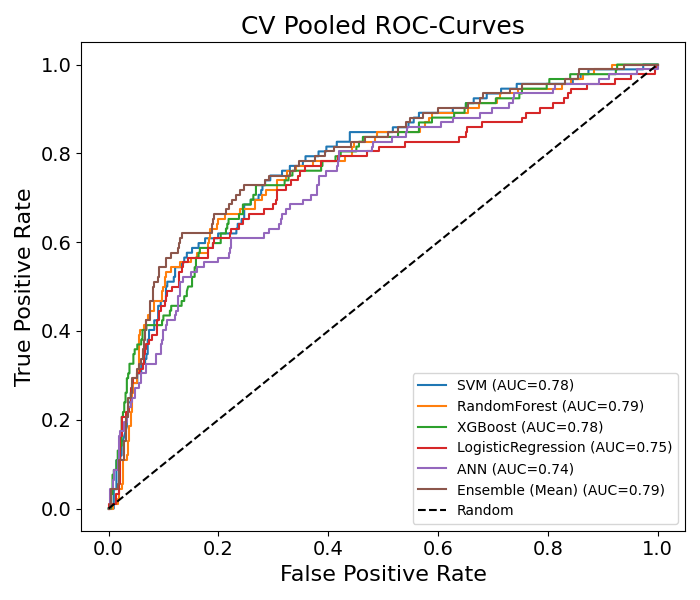 CV Pooled ROC-Curves
True Positive Rate
1.0
0.8
0.6
0.4
0.2
0.0
SVM (AUC=0.78)
RandomForest (AUC=0.79)
XGBoost (AUC=0.78)
LogisticRegression (AUC=0.75)
ANN (AUC=0.74)
Ensemble (Mean) (AUC=0.79)
Random
0.0 0.2 0.4 0.6 0.8 1.0
False Positive Rate